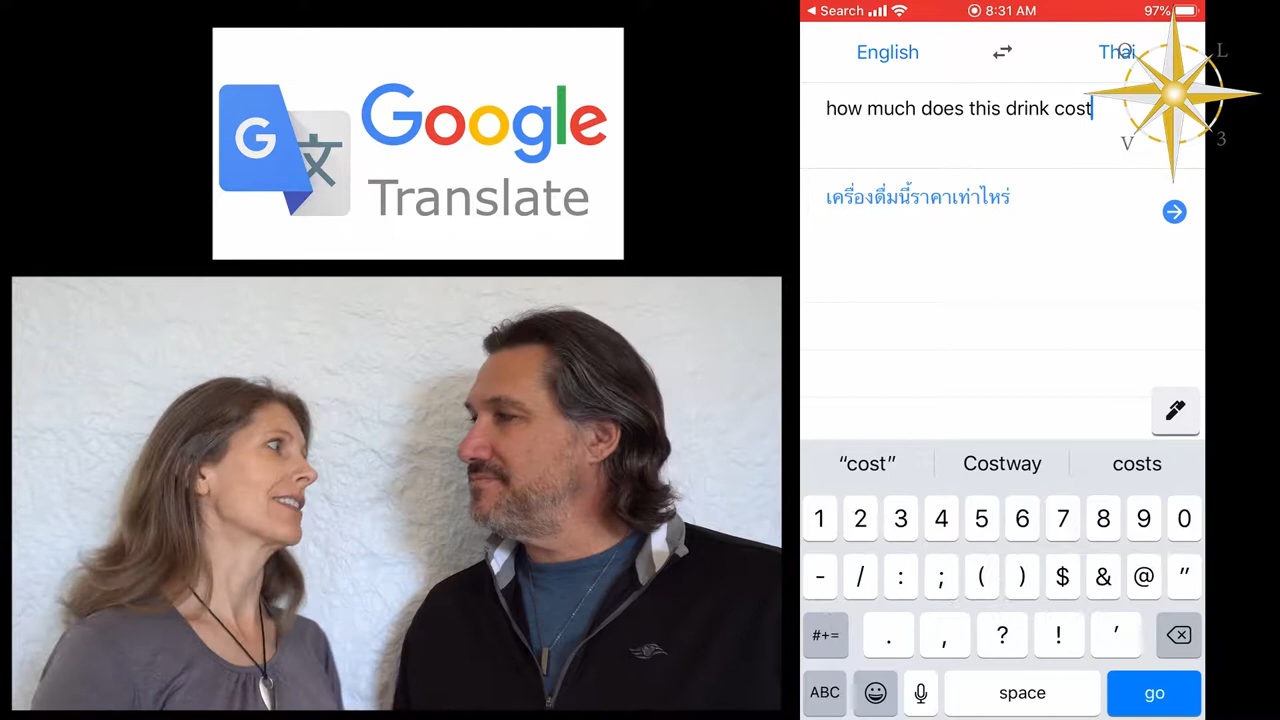 G 文
Google
Translate
Search 8:31 AM 97%
English Thai
how much does this drink cost
เครื่องดื่มนี้ราคาเท่าไหร่
O L
V 3
“cost” Costway costs
1 2 3 4 5 6 7 8 9 0
- / : ; ( ) $ & @ ”
#+= . , ? ! ’
ABC space go